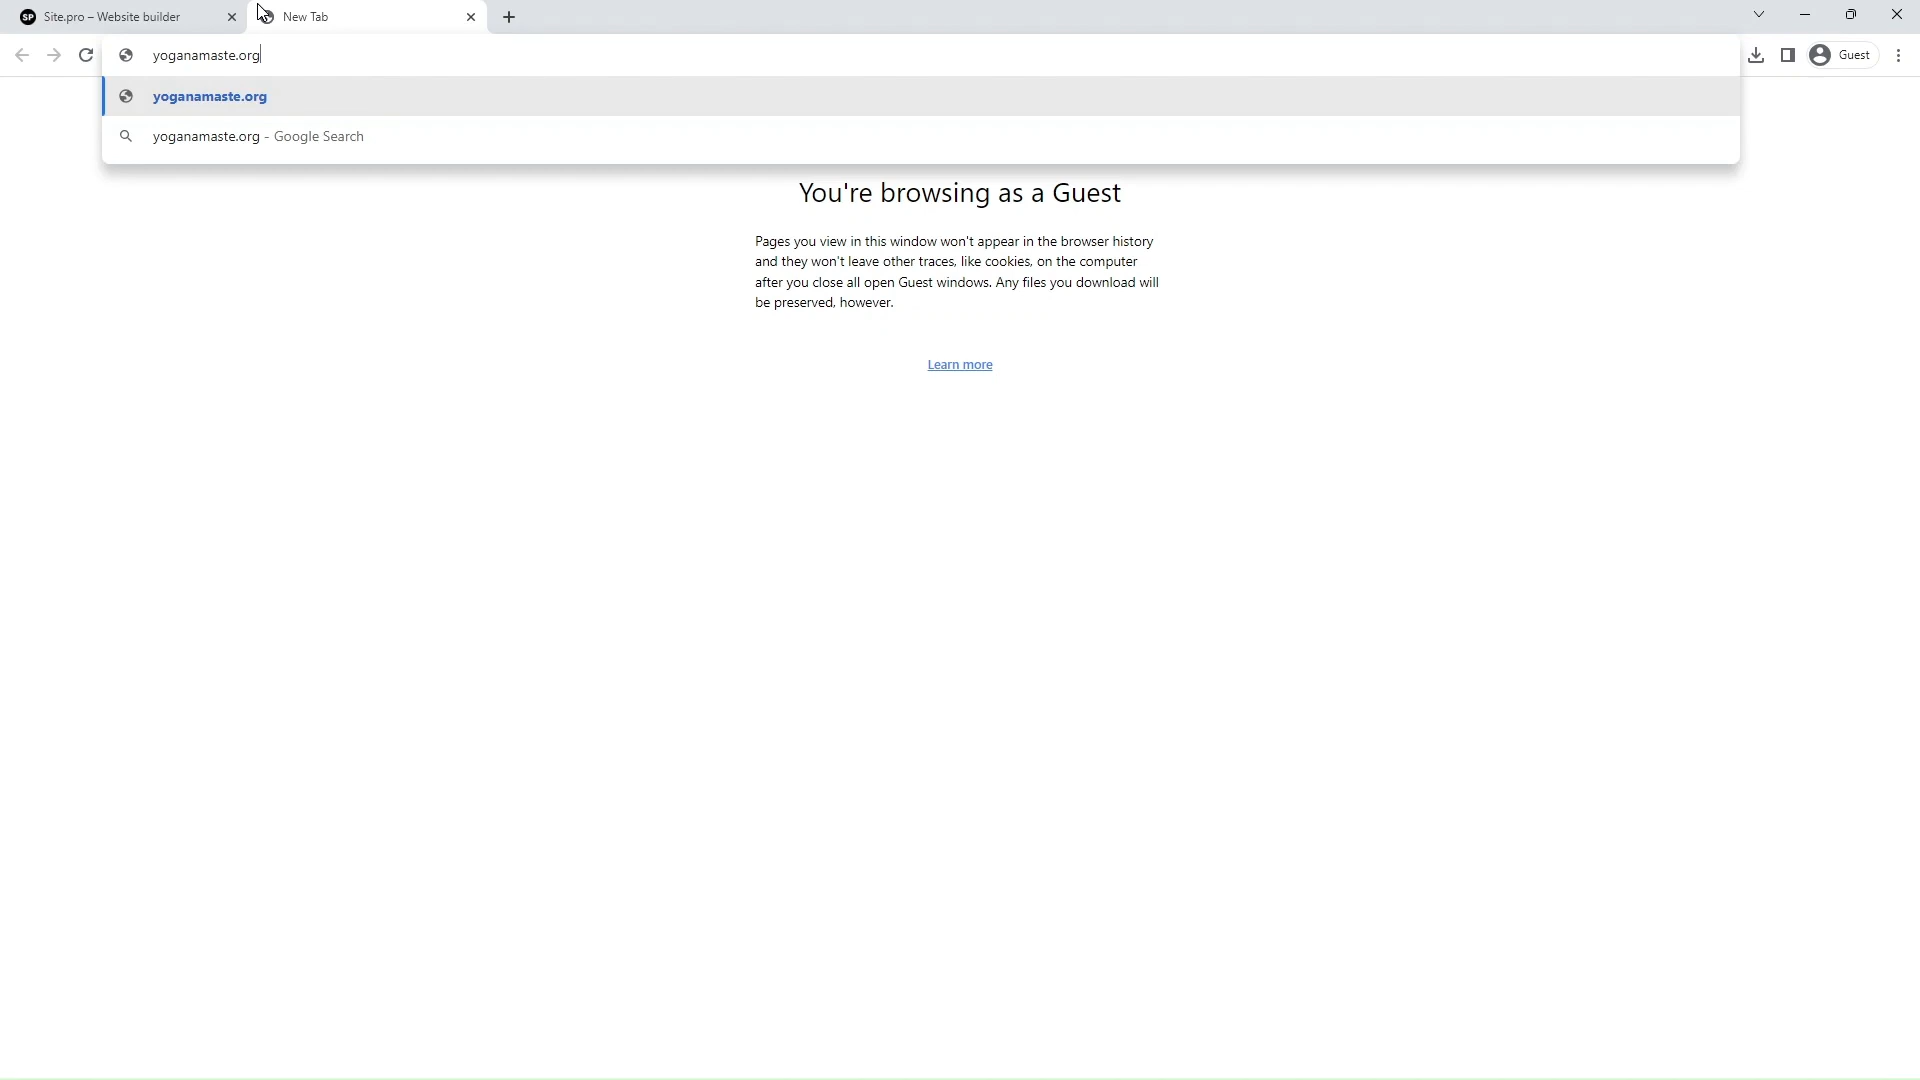 SP Site.pro – Website builder
New Tab
yoganamaste.org
Guest
yoganamaste.org
yoganamaste.org - Google Search
You're browsing as a Guest
Pages you view in this window won't appear in the browser history
and they won't leave other traces, like cookies, on the computer
after you close all open Guest windows. Any files you download will
be preserved, however.
Learn more